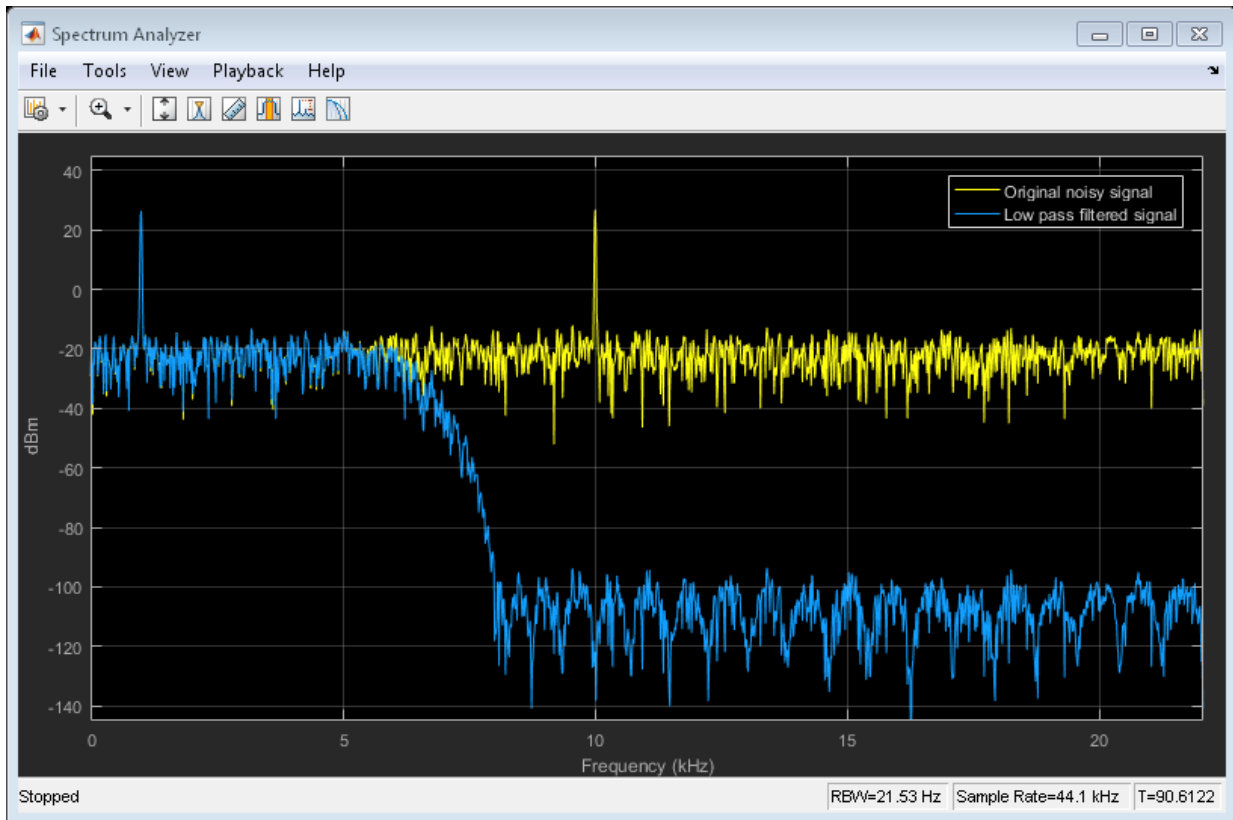 Spectrum Analyzer
File Tools View Playback Help
40
20
0
-20
-40
-60
-80
-100
-120
-140
dBm
Original noisy signal
Low pass filtered signal
0 5 10 15 20
Frequency (kHz)
Stopped RBW=21.53 Hz Sample Rate=44.1 kHz T=90.6122